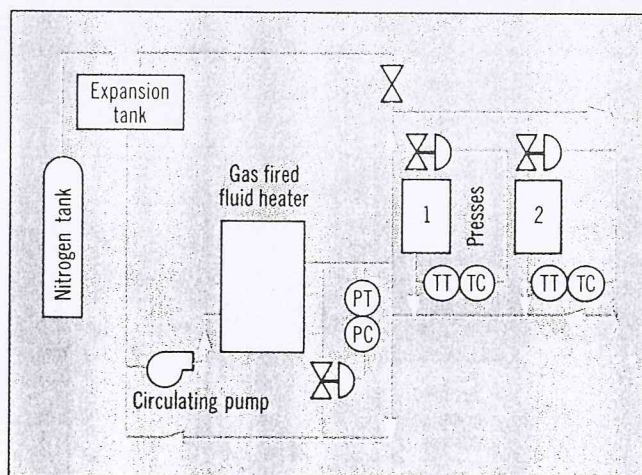 Expansion
tank
Nitrogen tank
Gas fired
fluid heater
1
Presses
2
TT TC
TT TC
PT
PC
Circulating pump